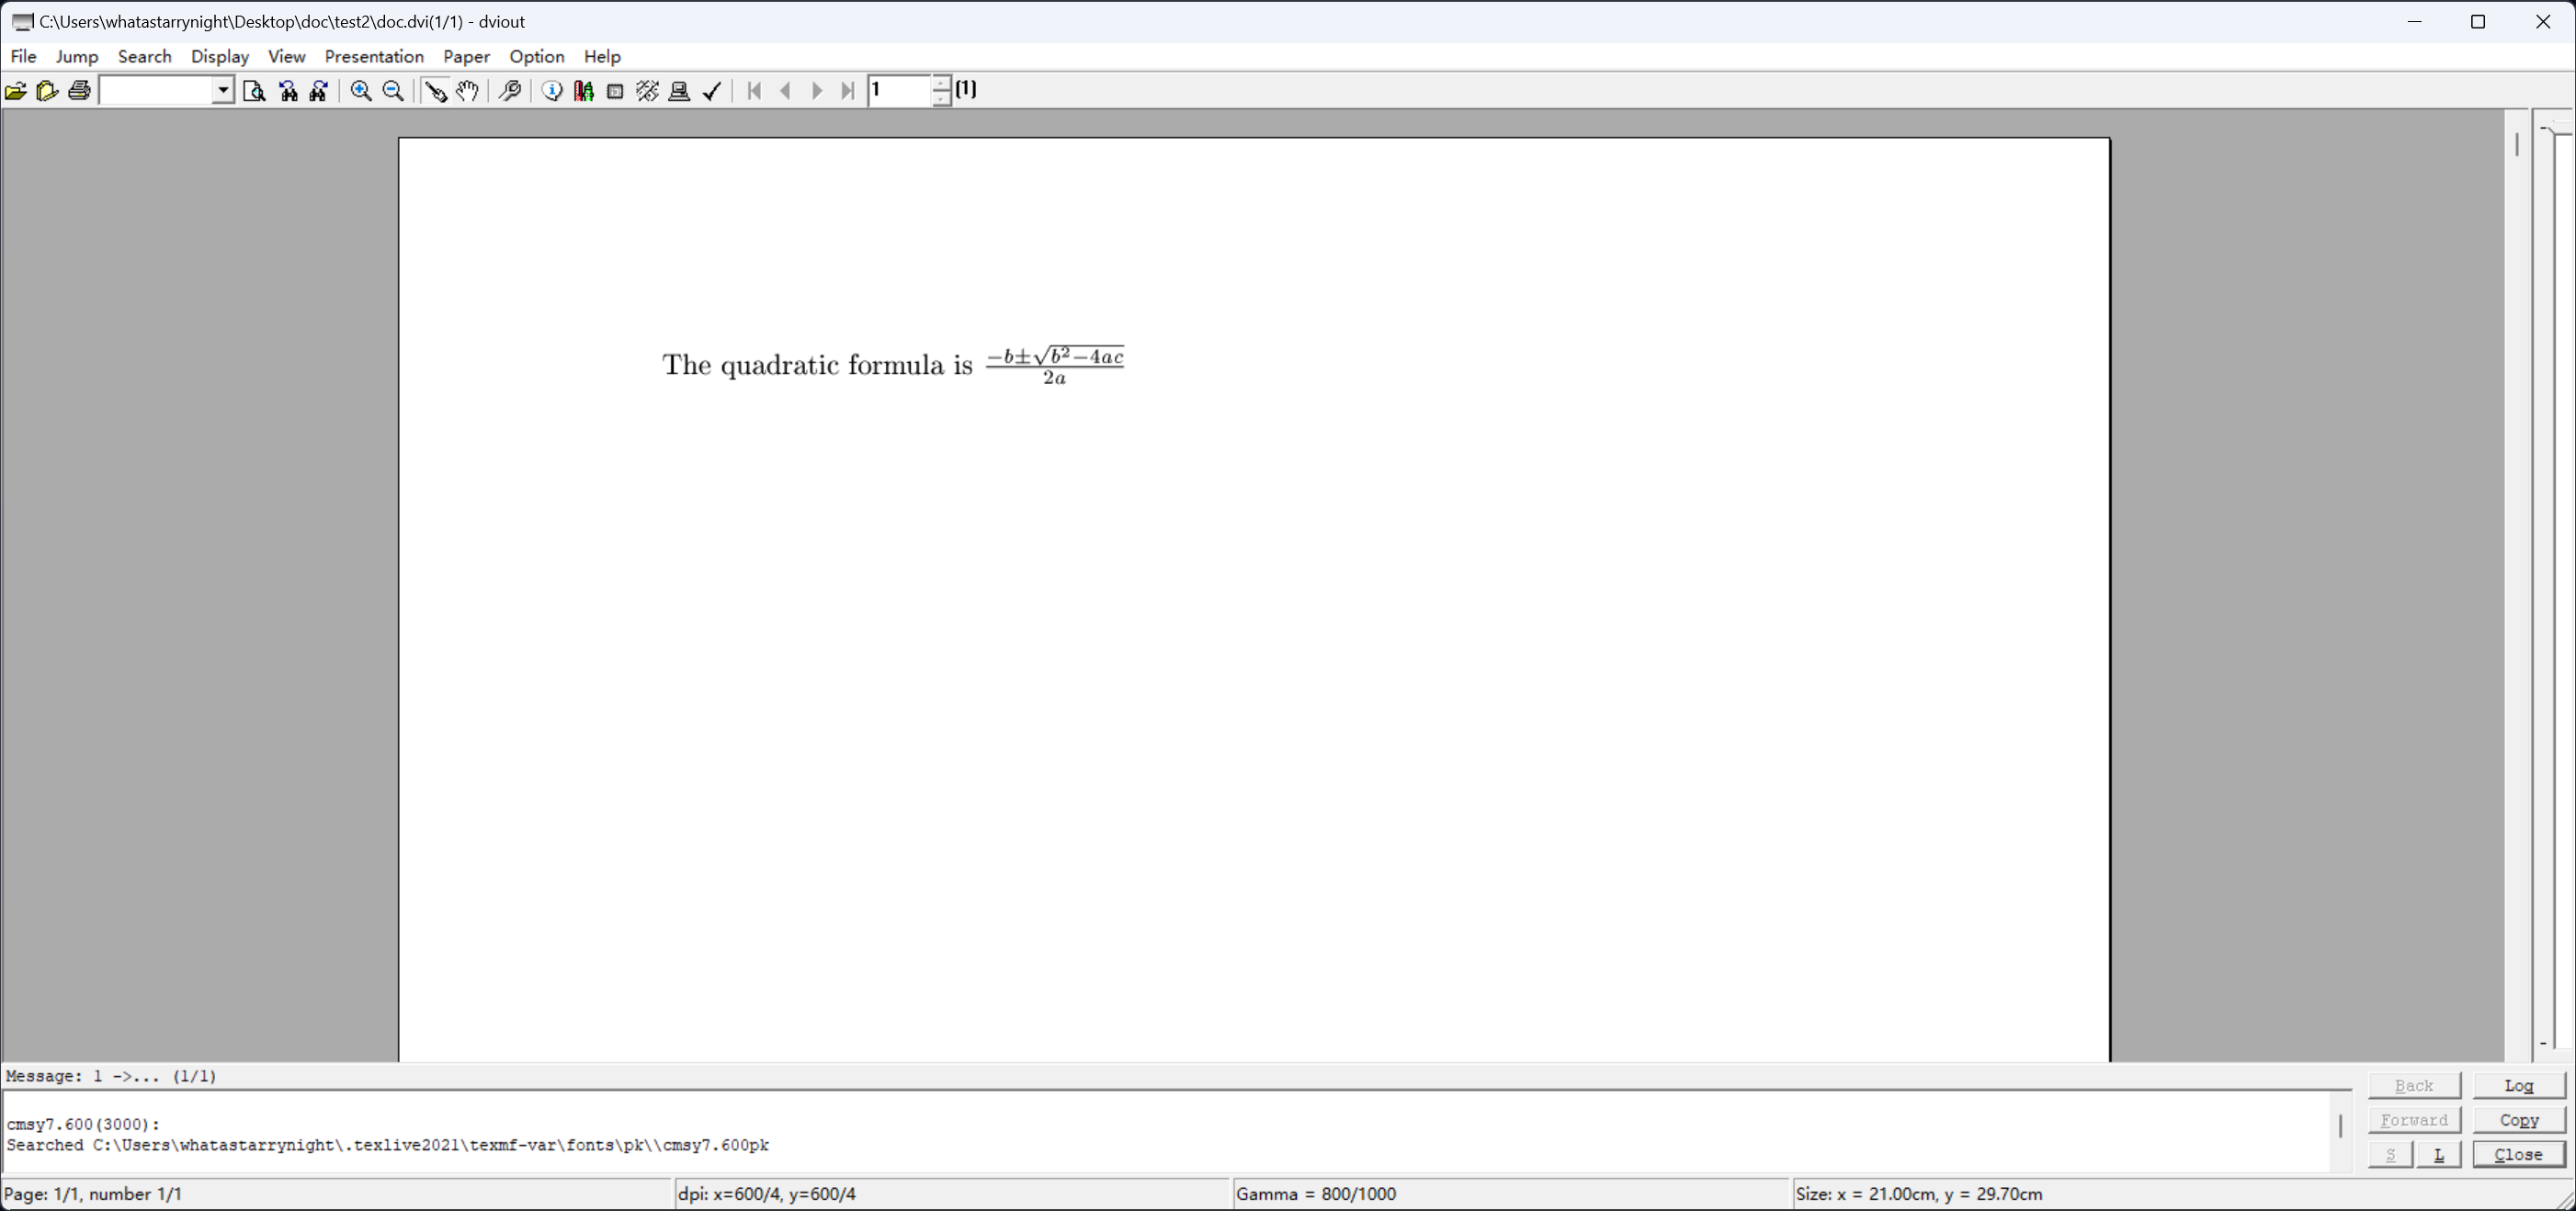 C:\Users\whatastarrynight\Desktop\doc\test2\doc.dvi(1/1) - dviout
File Jump Search Display View Presentation Paper Option Help
1 (1)
The quadratic formula is \frac{-b\pm\sqrt{b^2-4ac}}{2a}
Message: 1 ->... (1/1)
Back Log
cmsy7.600(3000):
Forward Copy
Searched C:\Users\whatastarrynight\.texlive2021\texmf-var\fonts\pk\\cmsy7.600pk
S L Close
Page: 1/1, number 1/1 dpi: x=600/4, y=600/4 Gamma = 800/1000 Size: x = 21.00cm, y = 29.70cm